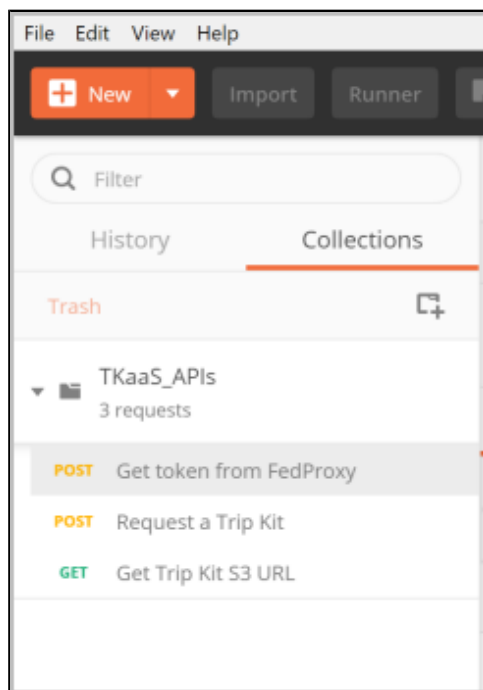 File Edit View Help
New Import Runner
Filter
History Collections
Trash
TKaaS_APIs
3 requests
POST Get token from FedProxy
POST Request a Trip Kit
GET Get Trip Kit S3 URL